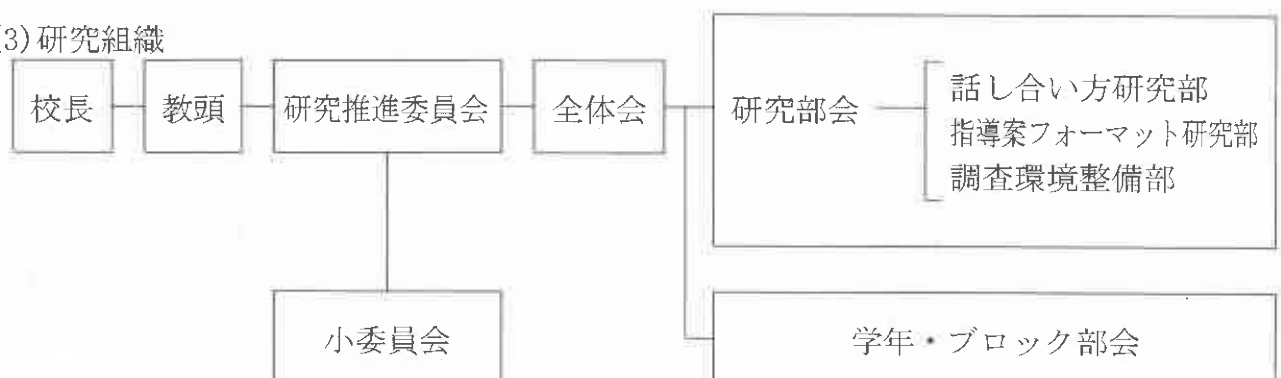 (3)研究組織
校長
教頭
研究推進委員会
全体会
研究部会
話し合い方研究部
指導案フォーマット研究部
調査環境整備部
小委員会
学年・ブロック部会